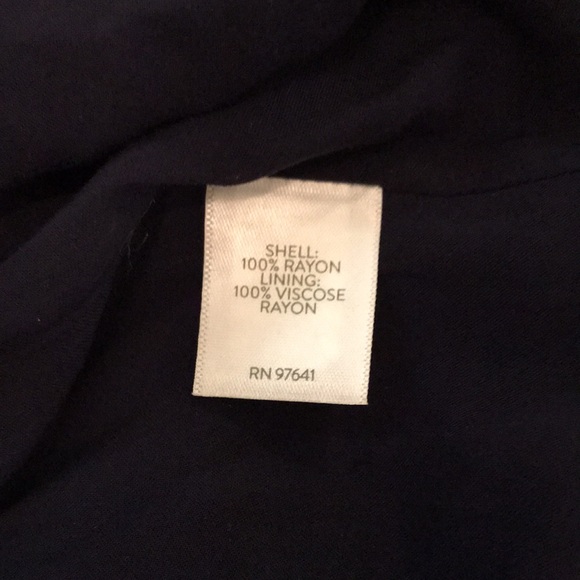 SHELL:
100% RAYON
LINING:
100% VISCOSE
RAYON
RN 97641